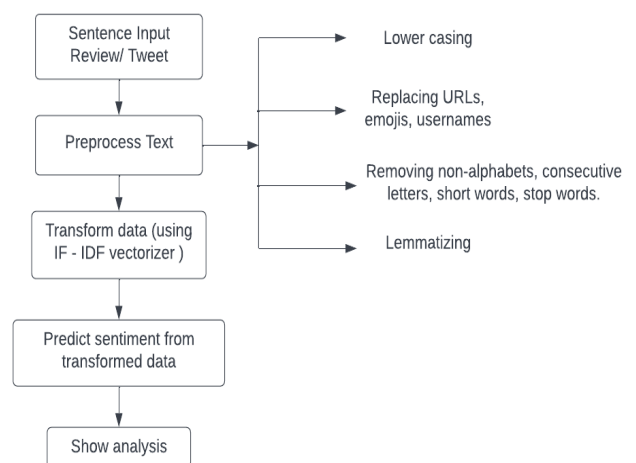 Sentence Input
Review/ Tweet
Preprocess Text
Lower casing
Replacing URLs,
emojis, usernames
Removing non-alphabets, consecutive
letters, short words, stop words.
Lemmatizing
Transform data (using
IF - IDF vectorizer )
Predict sentiment from
transformed data
Show analysis